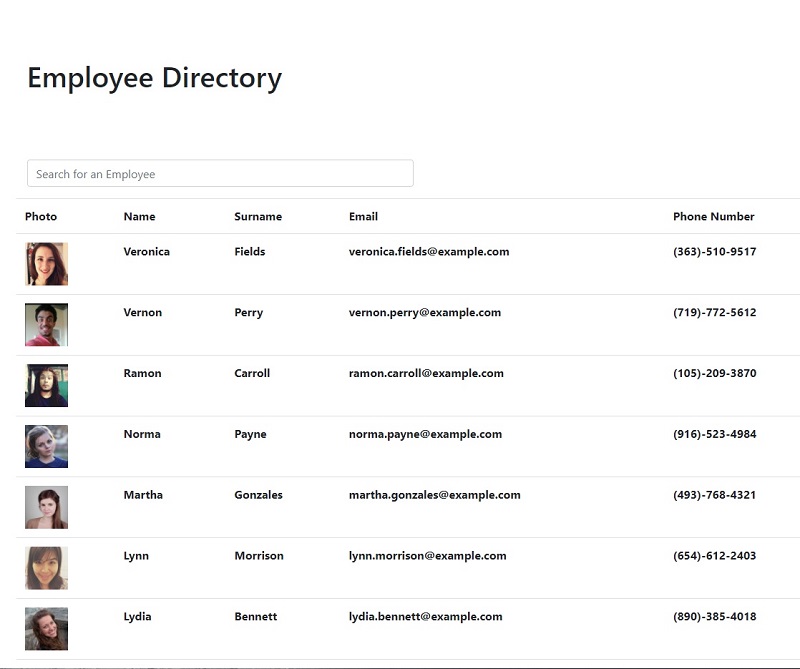 Employee Directory
Search for an Employee
Photo Name Surname Email Phone Number
Veronica Fields veronica.fields@example.com (363)-510-9517
Vernon Perry vernon.perry@example.com (719)-772-5612
Ramon Carroll ramon.carroll@example.com (105)-209-3870
Norma Payne norma.payne@example.com (916)-523-4984
Martha Gonzales martha.gonzales@example.com (493)-768-4321
Lynn Morrison lynn.morrison@example.com (654)-612-2403
Lydia Bennett lydia.bennett@example.com (890)-385-4018